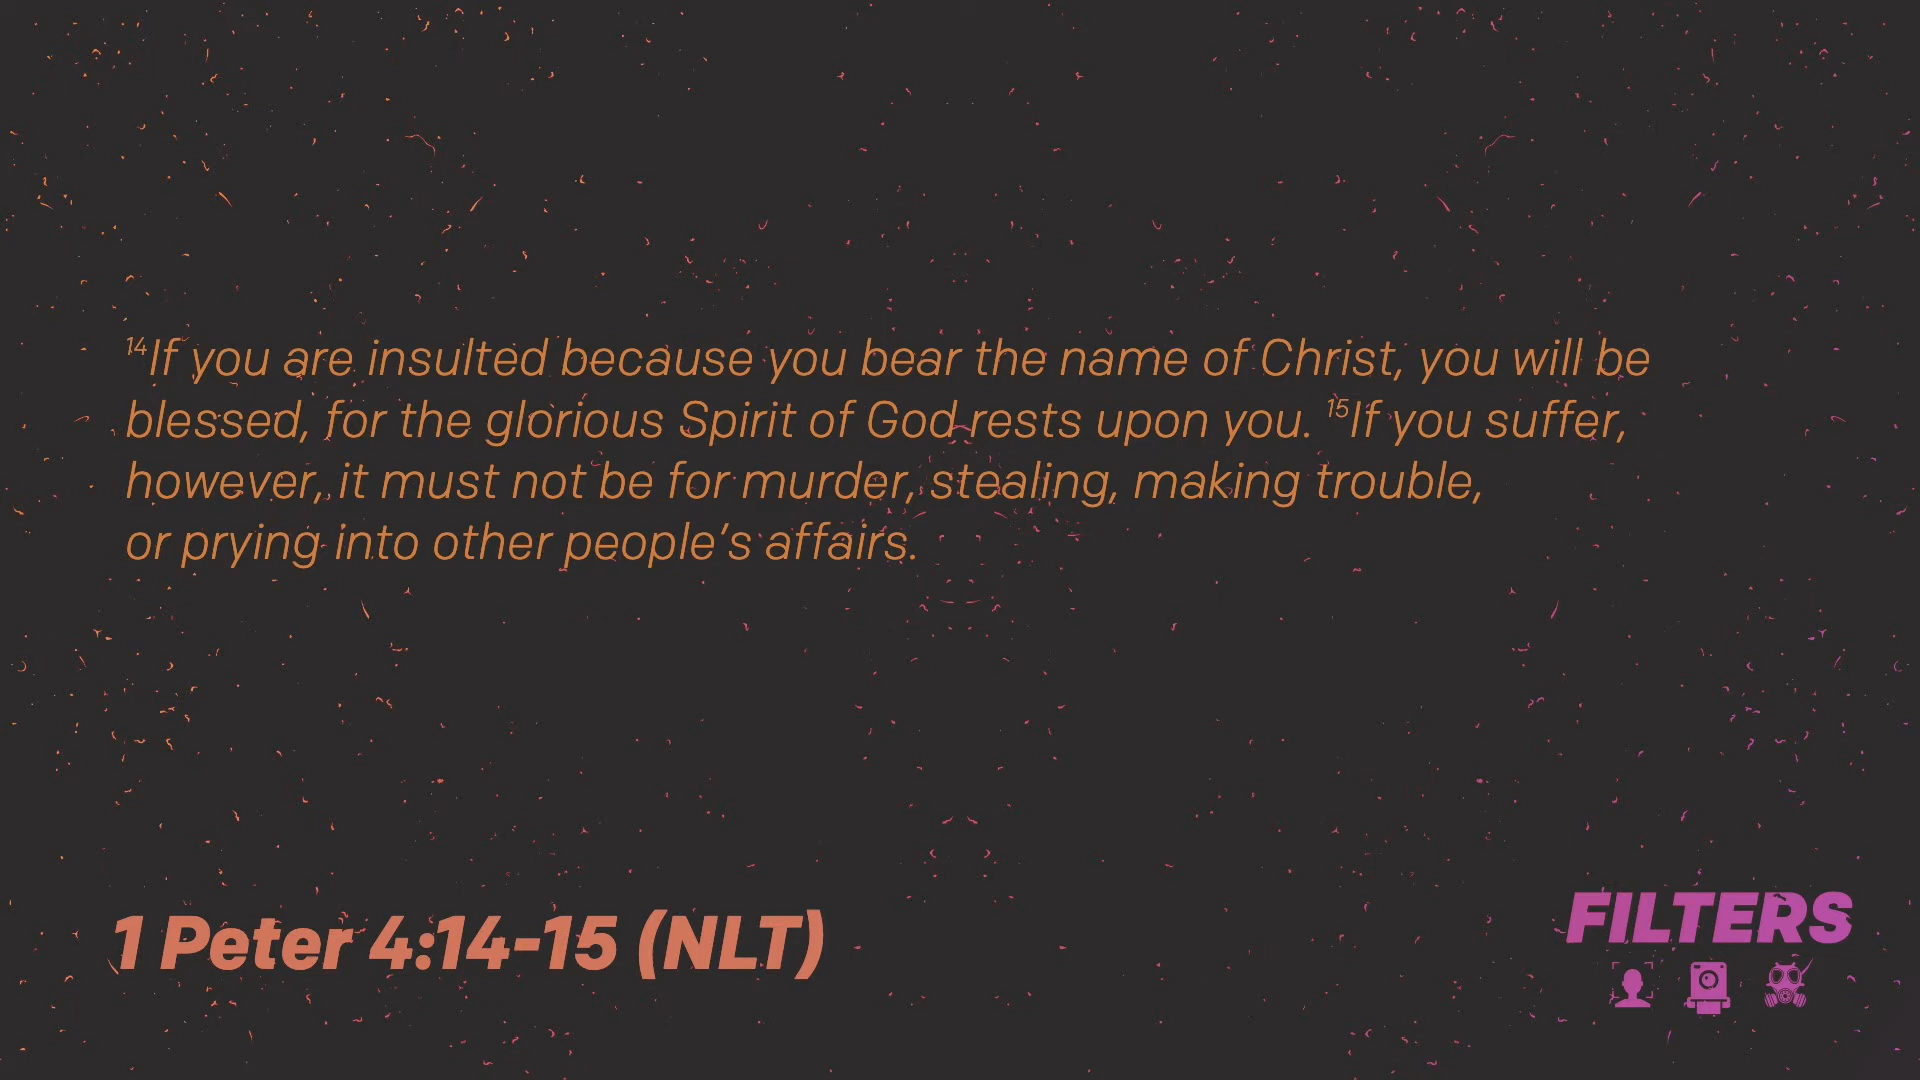 ¹⁴If you are insulted because you bear the name of Christ, you will be
blessed, for the glorious Spirit of God rests upon you. ¹⁵If you suffer,
however, it must not be for murder, stealing, making trouble,
or prying into other people’s affairs.
1 Peter 4:14-15 (NLT)
FILTERS